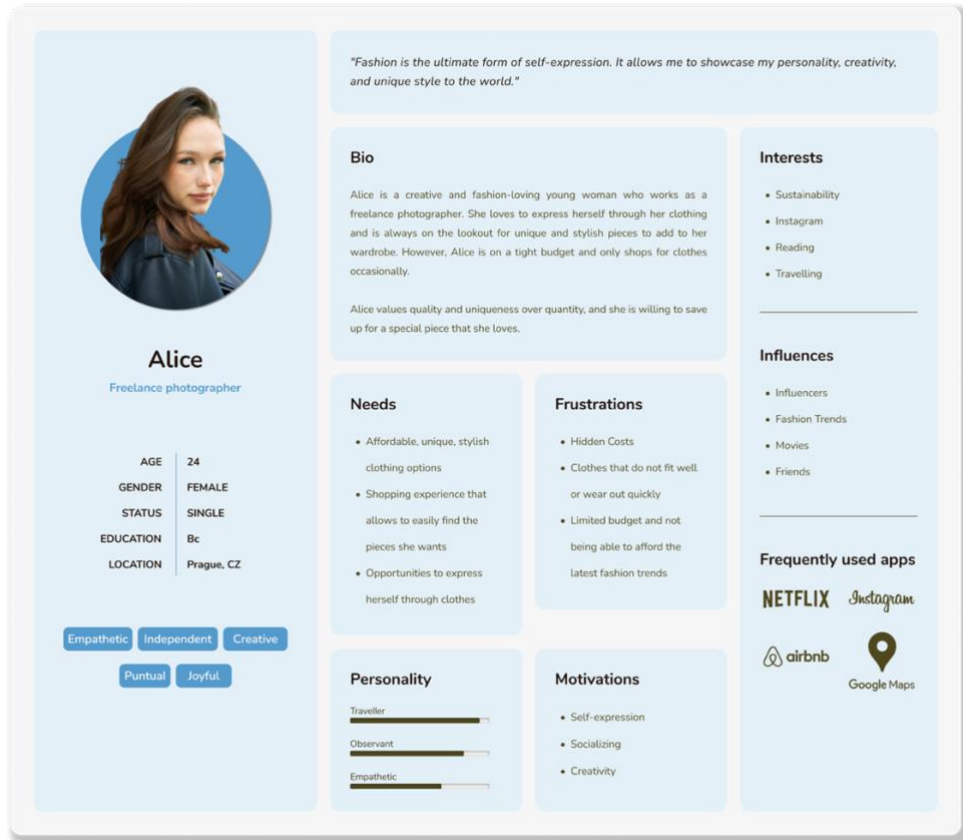 "Fashion is the ultimate form of self-expression. It allows me to showcase my personality, creativity,
and unique style to the world."
Alice
Freelance photographer
AGE 24
GENDER FEMALE
STATUS SINGLE
EDUCATION Bc
LOCATION Prague, CZ
Empathetic Independent Creative
Puntual Joyful
Bio
Alice is a creative and fashion-loving young woman who works as a
freelance photographer. She loves to express herself through her clothing
and is always on the lookout for unique and stylish pieces to add to her
wardrobe. However, Alice is on a tight budget and only shops for clothes
occasionally.
Alice values quality and uniqueness over quantity, and she is willing to save
up for a special piece that she loves.
Needs
• Affordable, unique, stylish
clothing options
• Shopping experience that
allows to easily find the
pieces she wants
• Opportunities to express
herself through clothes
Frustrations
• Hidden Costs
• Clothes that do not fit well
or wear out quickly
• Limited budget and not
being able to afford the
latest fashion trends
Personality
Traveller
Observant
Empathetic
Motivations
• Self-expression
• Socializing
• Creativity
Interests
• Sustainability
• Instagram
• Reading
• Travelling
Influences
• Influencers
• Fashion Trends
• Movies
• Friends
Frequently used apps
NETFLIX Instagram
airbnb
Google Maps